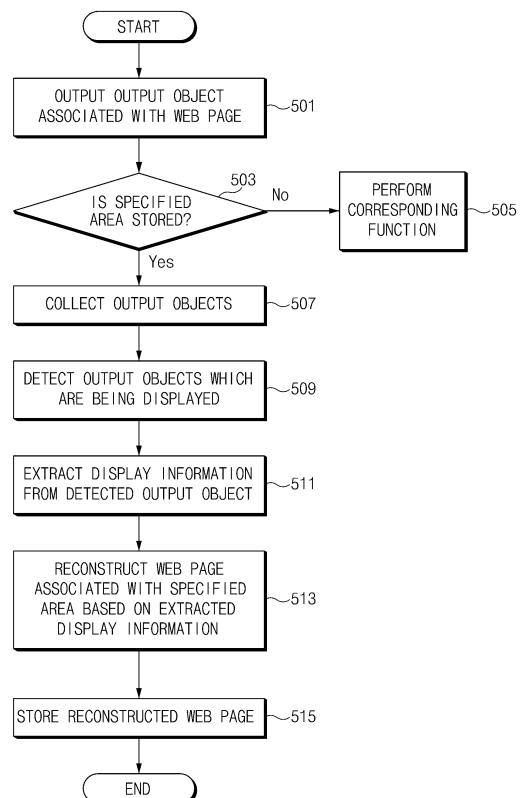 START
OUTPUT OUTPUT OBJECT
ASSOCIATED WITH WEB PAGE
501
IS SPECIFIED
AREA STORED?
503
No
PERFORM
CORRESPONDING
FUNCTION
505
Yes
COLLECT OUTPUT OBJECTS
507
DETECT OUTPUT OBJECTS WHICH
ARE BEING DISPLAYED
509
EXTRACT DISPLAY INFORMATION
FROM DETECTED OUTPUT OBJECT
511
RECONSTRUCT WEB PAGE
ASSOCIATED WITH SPECIFIED
AREA BASED ON EXTRACTED
DISPLAY INFORMATION
513
STORE RECONSTRUCTED WEB PAGE
515
END